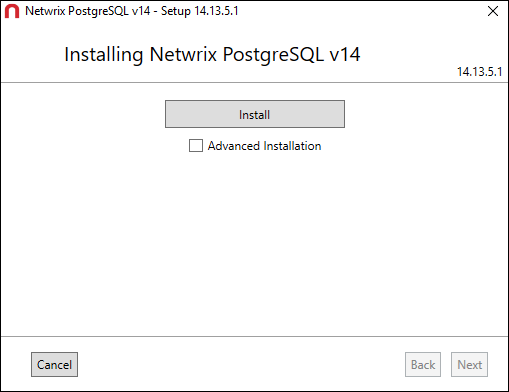 Netwrix PostgreSQL v14 - Setup 14.13.5.1
Installing Netwrix PostgreSQL v14
14.13.5.1
Install
Advanced Installation
Cancel
Back
Next